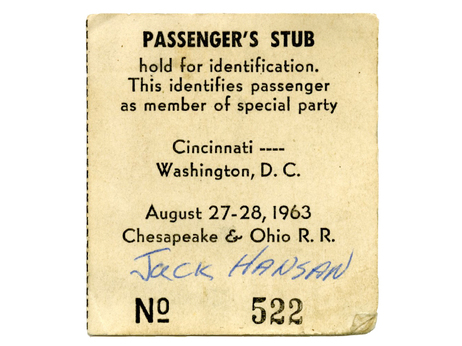 PASSENGER'S STUB
hold for identification.
This identifies passenger
as member of special party
Cincinnati ----
Washington, D. C.
August 27-28, 1963
Chesapeake & Ohio R. R.
Jack Hansan
Nº 522